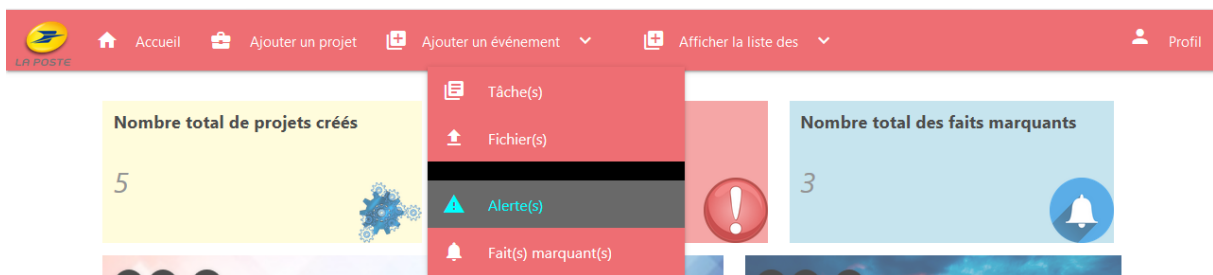 LA POSTE
Accueil
Ajouter un projet
Ajouter un événement
Afficher la liste des
Profil
Tâche(s)
Fichier(s)
Alerte(s)
Fait(s) marquant(s)
Nombre total de projets créés
5
Nombre total des faits marquants
3